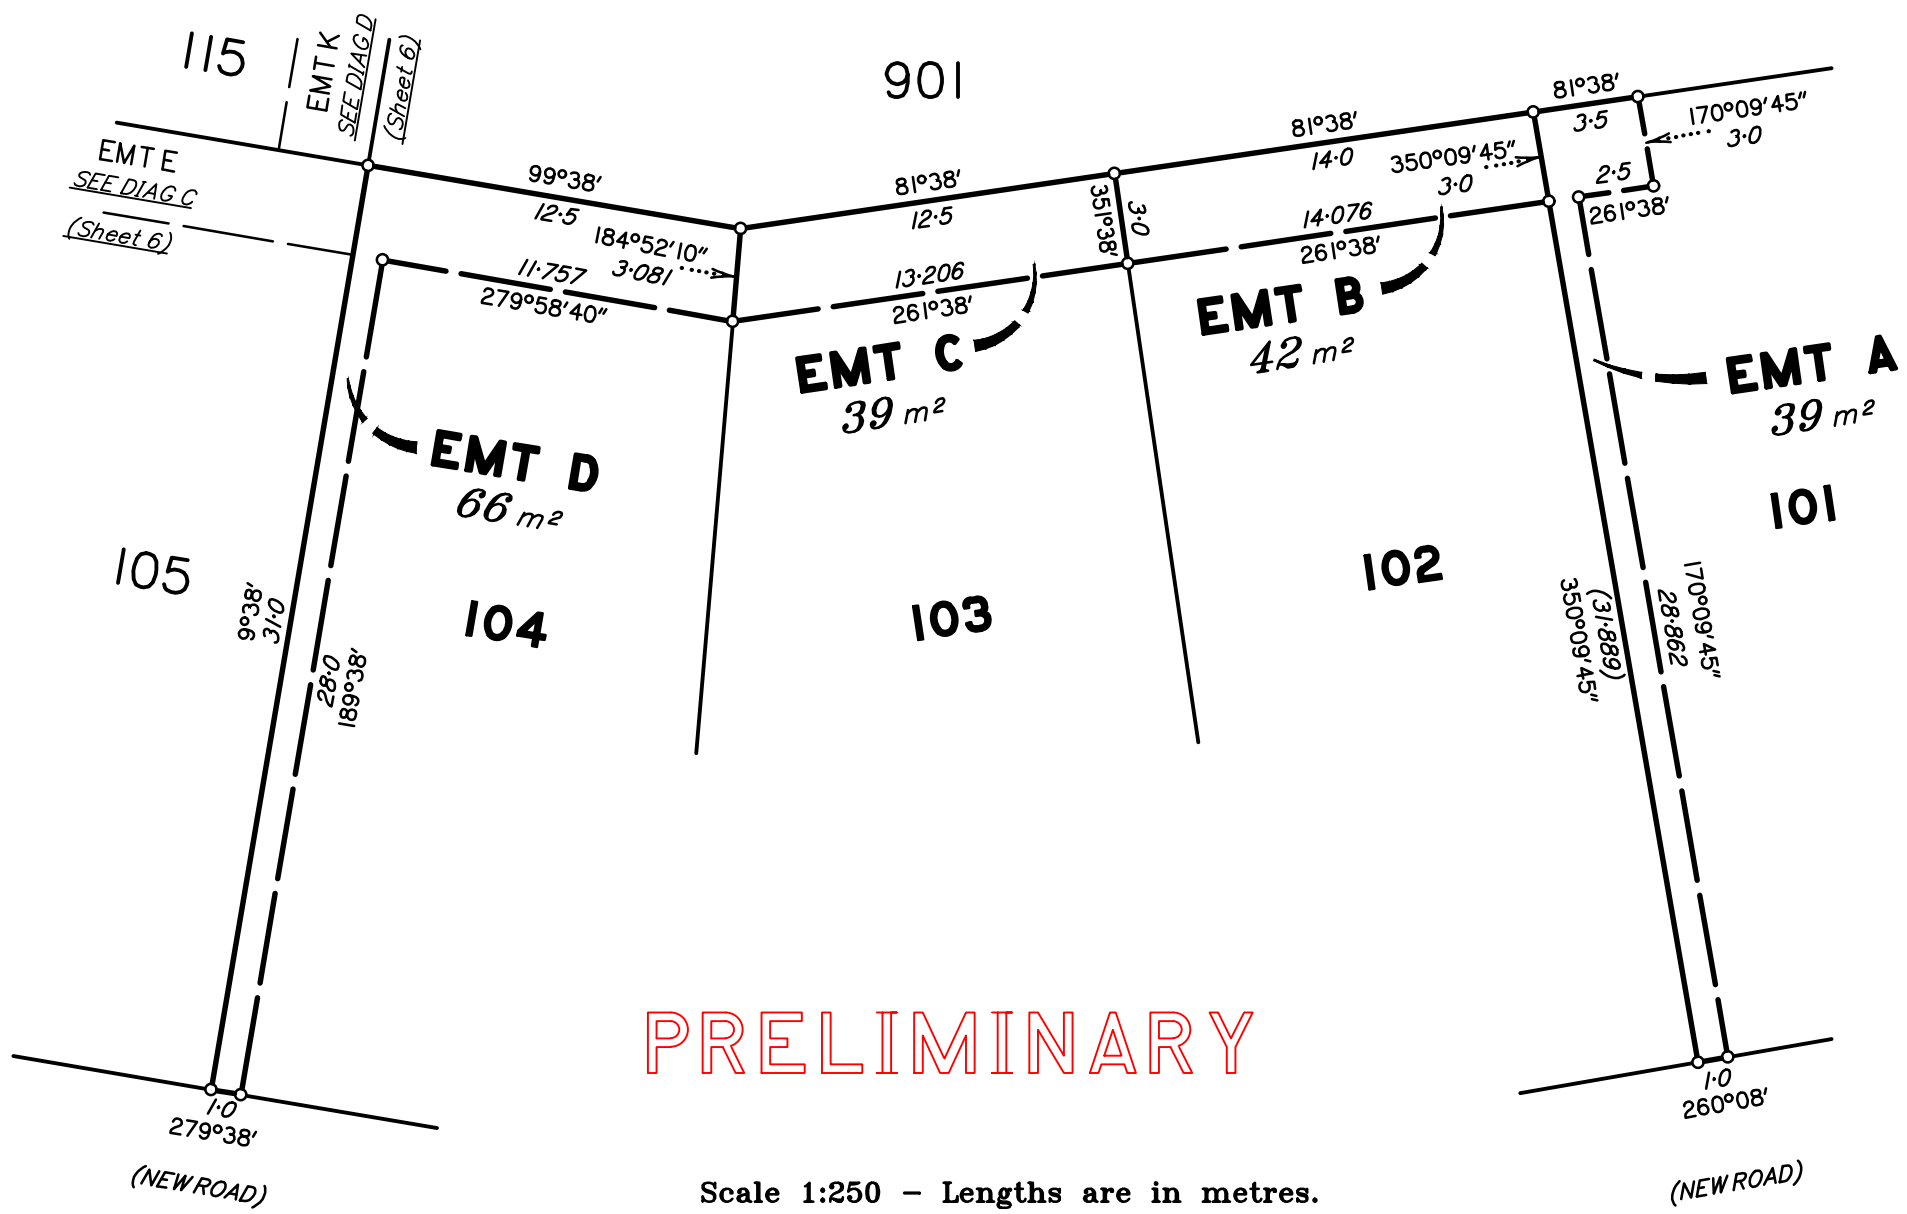 115
EMT K
SEE DIAG D
(Sheet 6)
901
EMT E
SEE DIAG C
(Sheet 6)
99°38'
12·5
81°38'
12·5
81°38'
14·0
81°38'
3·5
170°09'45"
3·0
350°09'45"
3·0
2·5
261°38'
184°52'10"
3·081
11·757
279°58'40"
13·206
261°38'
351°38'
3·0
14·076
261°38'
EMT D
66 m²
EMT C
39 m²
EMT B
42 m²
EMT A
39 m²
105
104
103
102
101
9°38'
31·0
28·0
189°38'
350°09'45"
(31·889)
28·862
170°09'45"
PRELIMINARY
1·0
279°38'
(NEW ROAD)
1·0
260°08'
(NEW ROAD)
Scale 1:250 – Lengths are in metres.